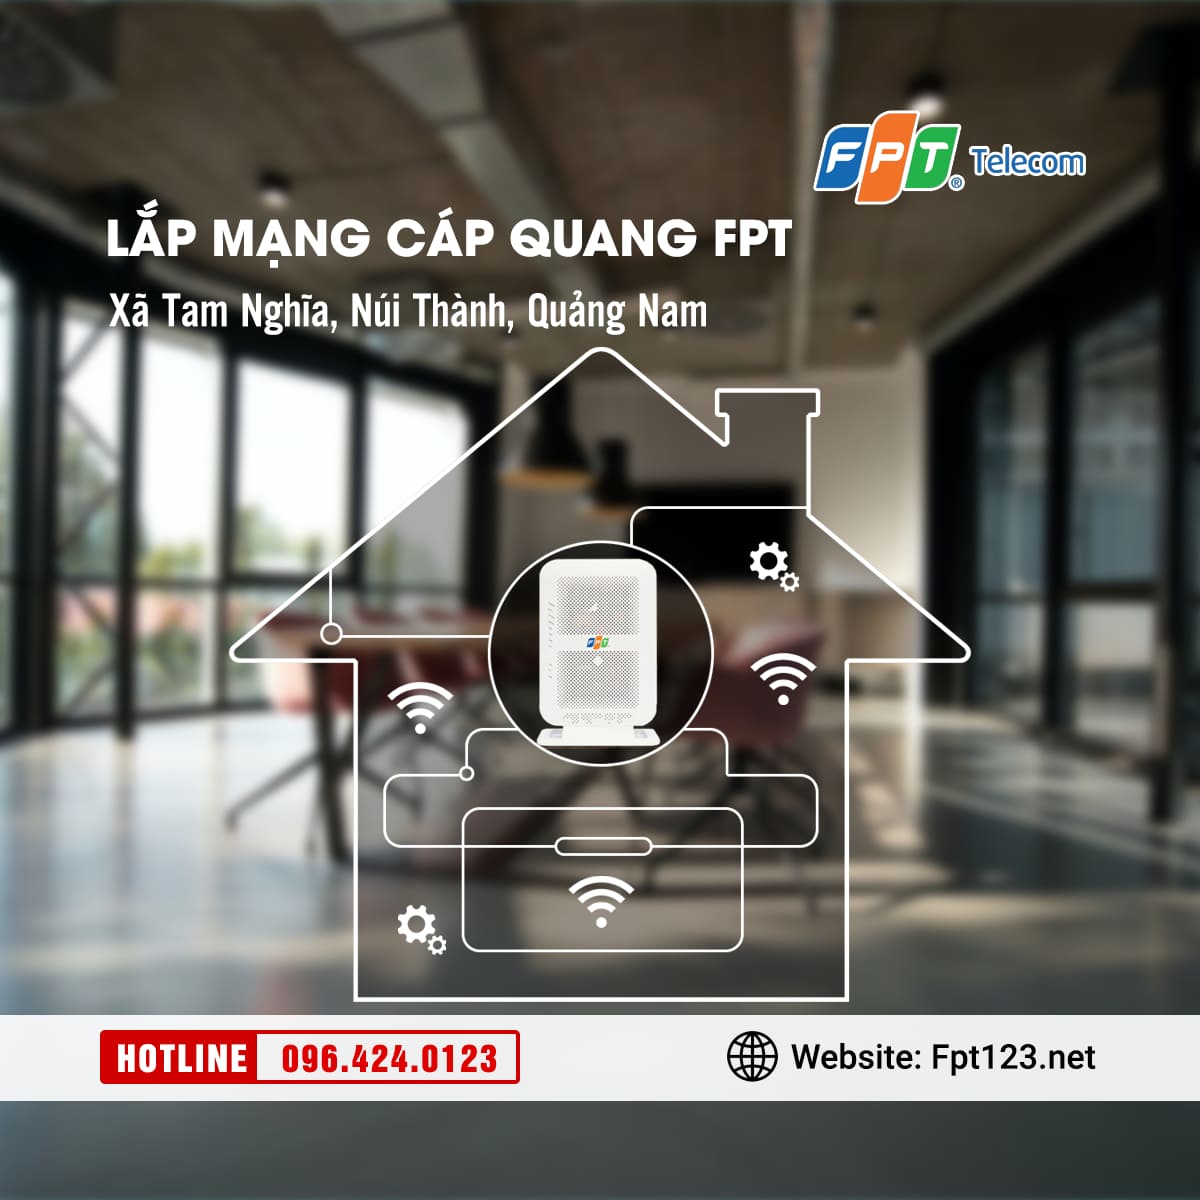 FPT® Telecom
LẮP MẠNG CÁP QUANG FPT
Xã Tam Nghĩa, Núi Thành, Quảng Nam
FPT
HOTLINE 096.424.0123
Website: Fpt123.net